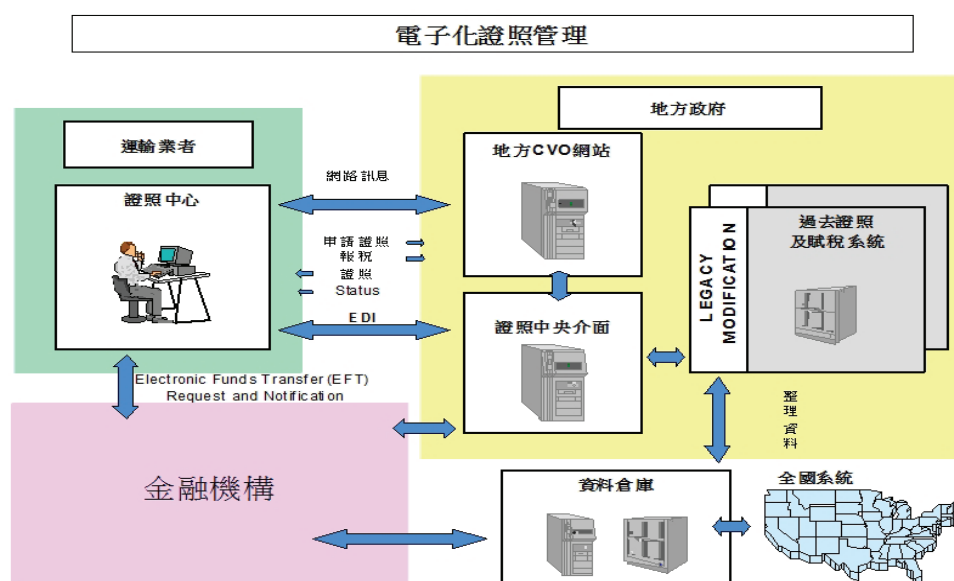 電子化證照管理
運輸業者
證照中心
網路訊息
申請證照
報稅
證照
Status
EDI
Electronic Funds Transfer(EFT)
Request and Notification
金融機構
地方政府
地方CVO網站
證照中央介面
LEGACY
MODIFICATION
過去證照
及賦稅系統
整理資料
資料倉庫
全國系統